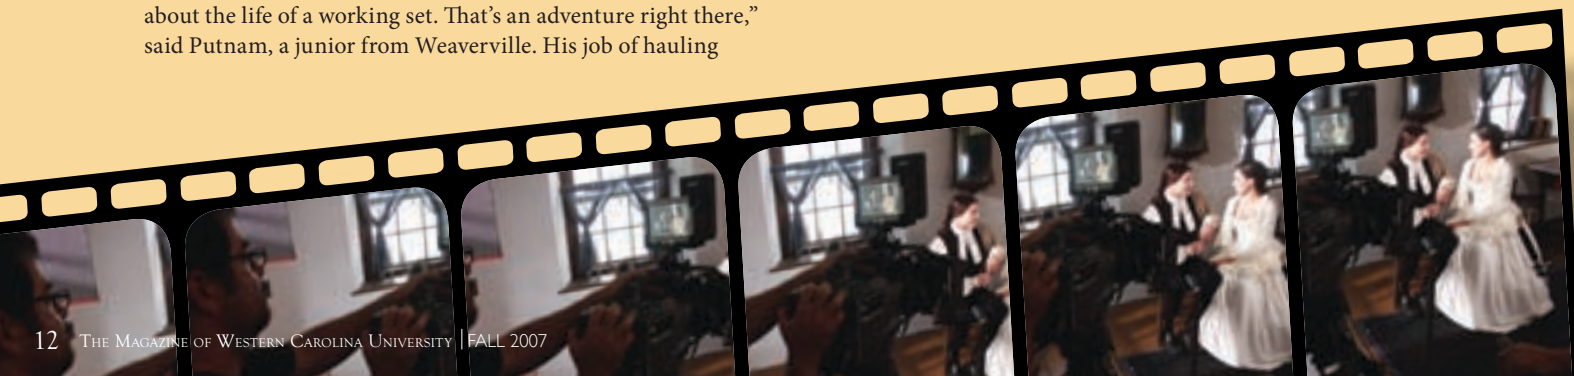 about the life of a working set. That’s an adventure right there,”
said Putnam, a junior from Weaverville. His job of hauling
12 The Magazine of Western Carolina University | FALL 2007